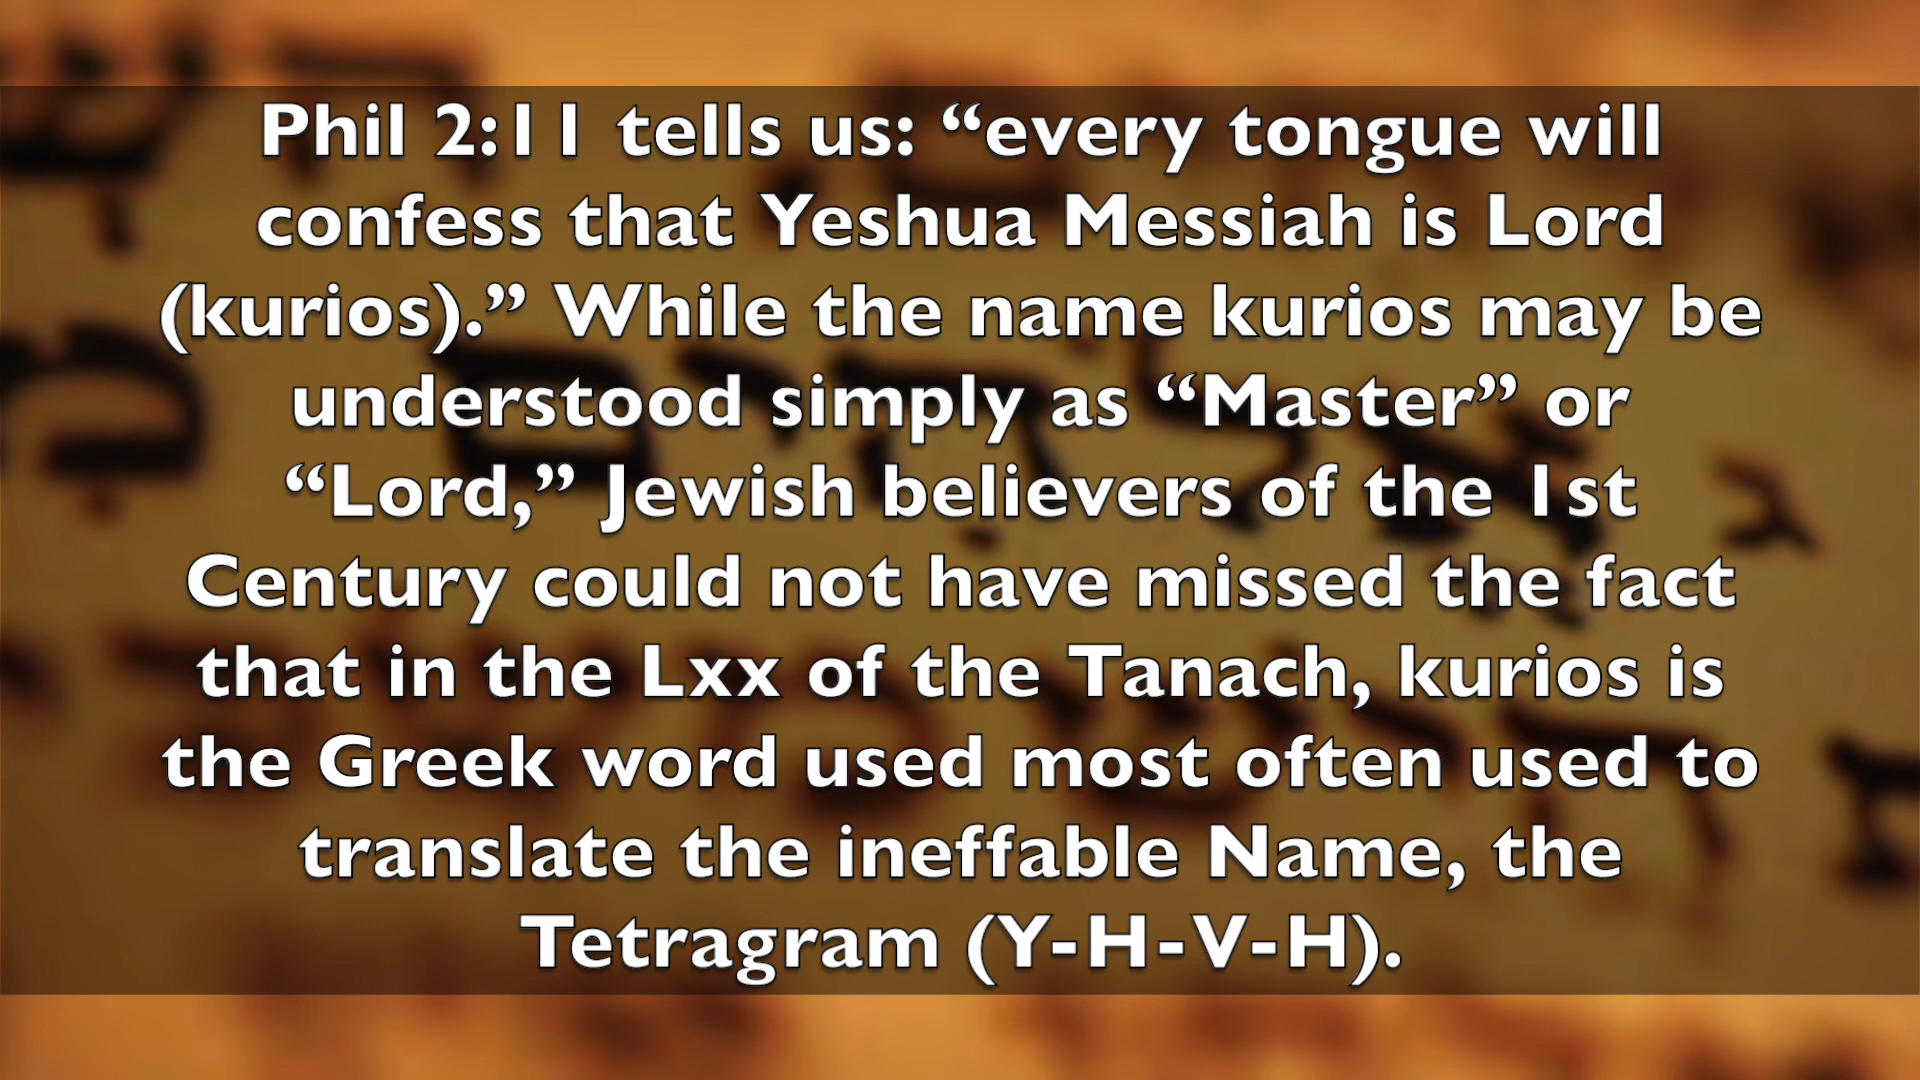 Phil 2:11 tells us: “every tongue will
confess that Yeshua Messiah is Lord
(kurios).” While the name kurios may be
understood simply as “Master” or
“Lord,” Jewish believers of the 1st
Century could not have missed the fact
that in the Lxx of the Tanach, kurios is
the Greek word used most often used to
translate the ineffable Name, the
Tetragram (Y-H-V-H).